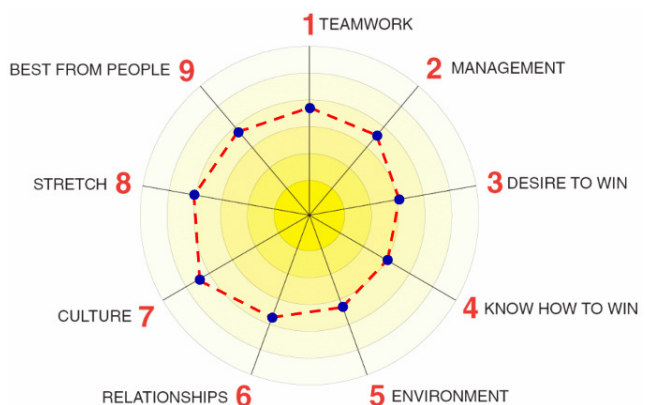 1 TEAMWORK
2 MANAGEMENT
3 DESIRE TO WIN
4 KNOW HOW TO WIN
5 ENVIRONMENT
RELATIONSHIPS 6
CULTURE 7
STRETCH 8
BEST FROM PEOPLE 9